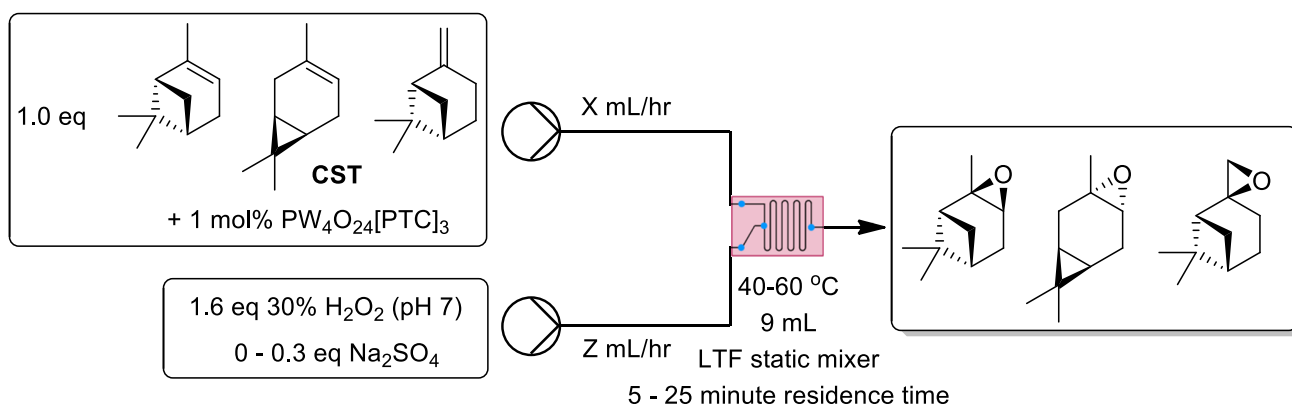 1.0 eq
CST
+ 1 mol% PW₄O₂₄[PTC]₃
1.6 eq 30% H₂O₂ (pH 7)
0 - 0.3 eq Na₂SO₄
X mL/hr
Z mL/hr
40-60 °C
9 mL
LTF static mixer
5 - 25 minute residence time
O
O
O